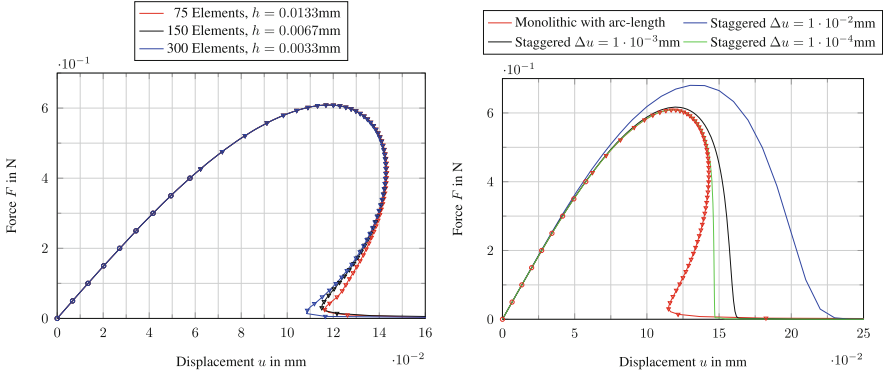 75 Elements, h = 0.0133mm
150 Elements, h = 0.0067mm
300 Elements, h = 0.0033mm
·10⁻¹
6
4
2
0
0 2 4 6 8 10 12 14 16
·10⁻²
Force F in N
Displacement u in mm
Monolithic with arc-length Staggered Δu = 1 · 10⁻²mm
Staggered Δu = 1 · 10⁻³mm Staggered Δu = 1 · 10⁻⁴mm
·10⁻¹
6
4
2
0
0 5 10 15 20 25
·10⁻²
Force F in N
Displacement u in mm